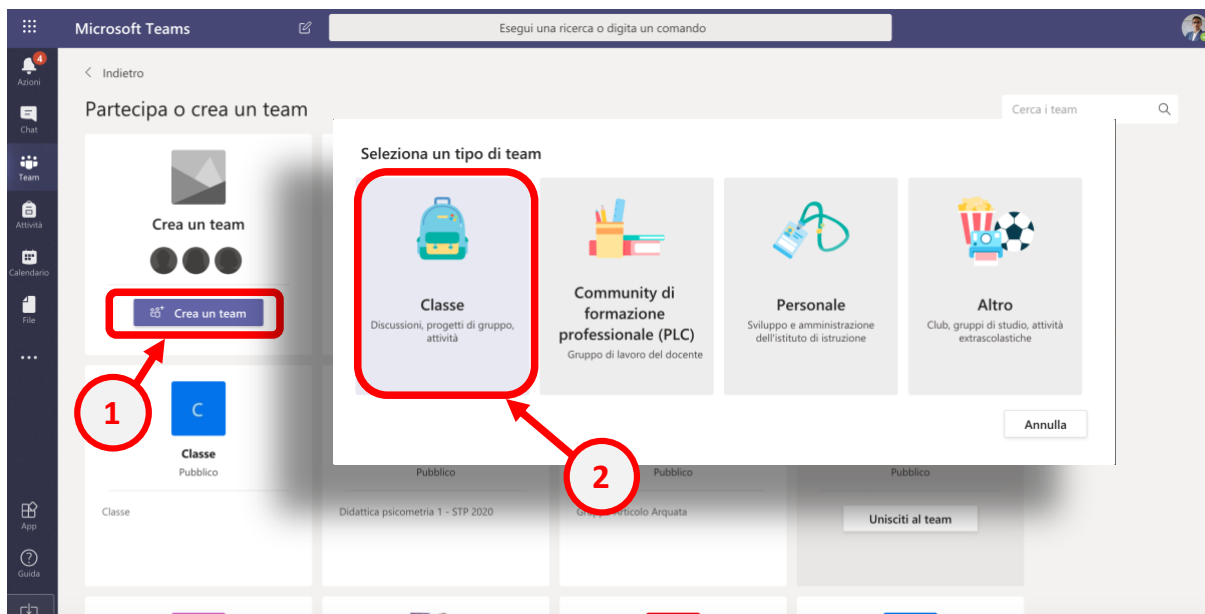 Microsoft Teams
Esegui una ricerca o digita un comando
4
Azioni
Chat
Team
Attività
Calendario
File
App
Guida
Indietro
Partecipa o crea un team
Cerca i team
Crea un team
Crea un team
1
Seleziona un tipo di team
Classe
Discussioni, progetti di gruppo,
attività
Community di
formazione
professionale (PLC)
Gruppo di lavoro del docente
Personale
Sviluppo e amministrazione
dell'istituto di istruzione
Altro
Club, gruppi di studio, attività
extrascolastiche
Annulla
2
C
Classe
Pubblico
Classe
Pubblico
Didattica psicometria 1 - STP 2020
Pubblico
Articolo Arquata
Pubblico
Unisciti al team